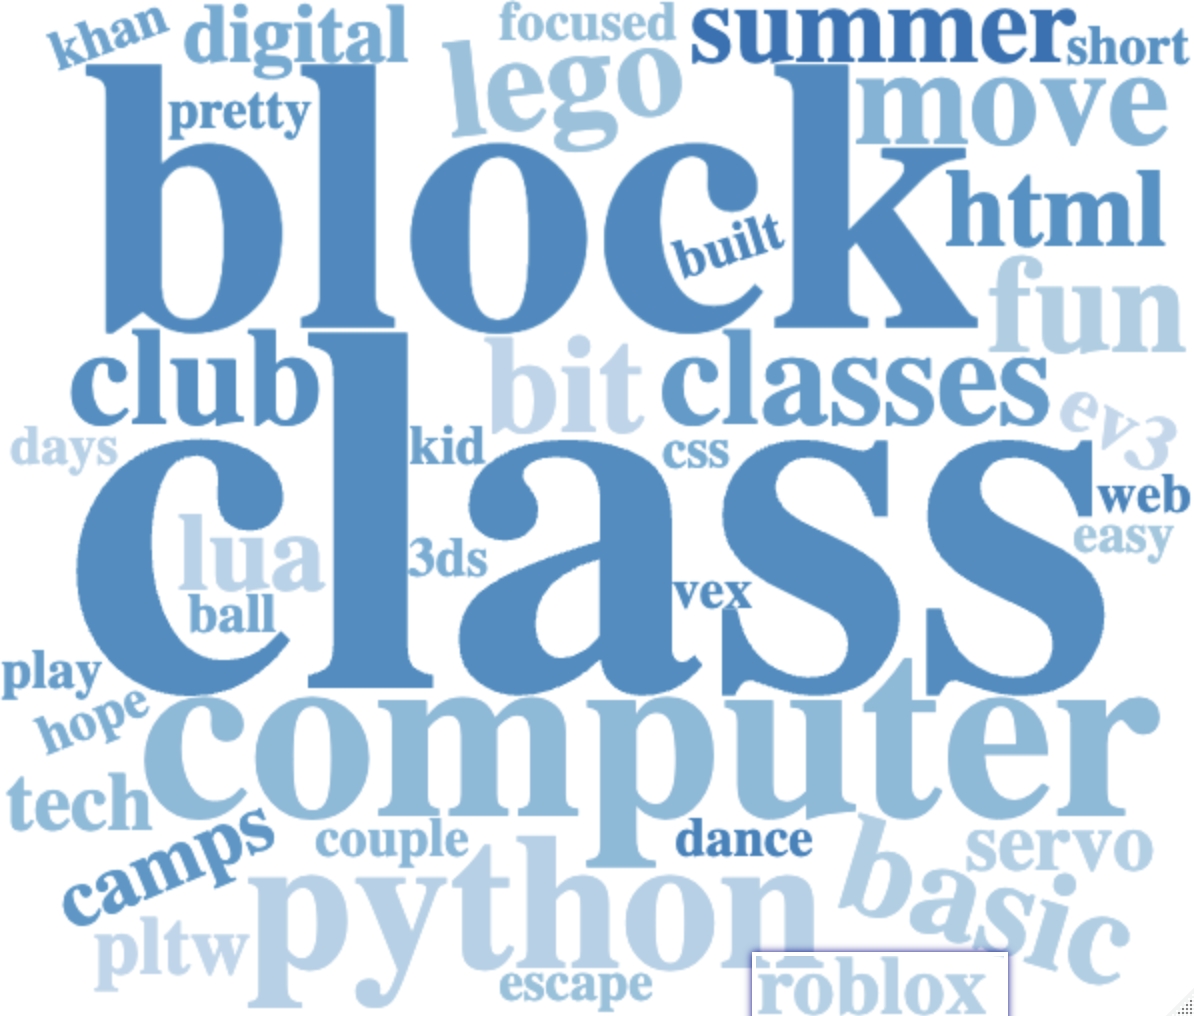 khan
digital
focused
summer
short
pretty
lego
move
block
built
html
fun
club
bit
classes
ev3
days
kid
css
web
class
lua
3ds
easy
ball
vex
play
hope
computer
tech
camps
couple
dance
servo
basic
python
pltw
escape
roblox